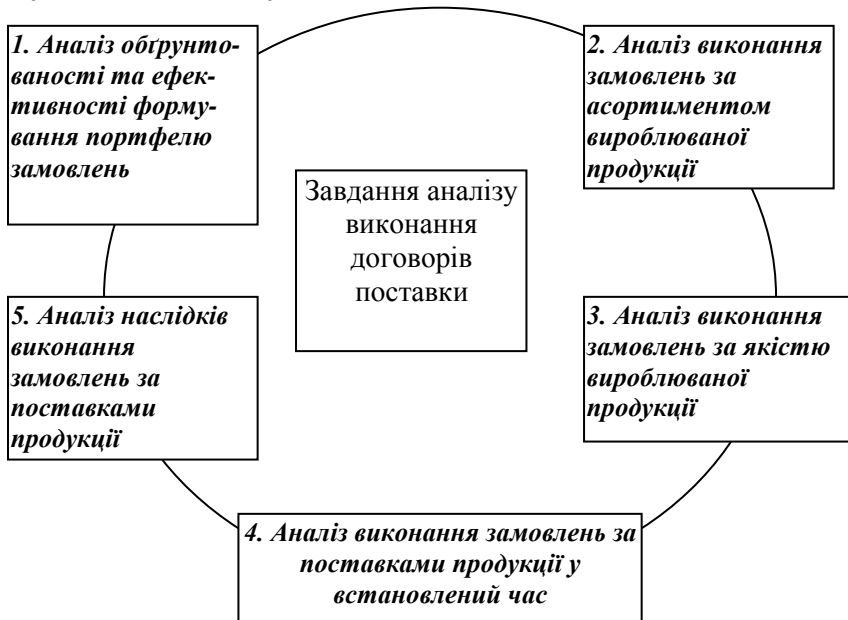 1. Аналіз обґрунто-
ваності та ефек-
тивності форму-
вання портфелю
замовлень
2. Аналіз виконання
замовлень за
асортиментом
вироблюваної
продукції
Завдання аналізу
виконання
договорів
поставки
5. Аналіз наслідків
виконання
замовлень за
поставками
продукції
3. Аналіз виконання
замовлень за якістю
вироблюваної
продукції
4. Аналіз виконання замовлень за
поставками продукції у
встановлений час